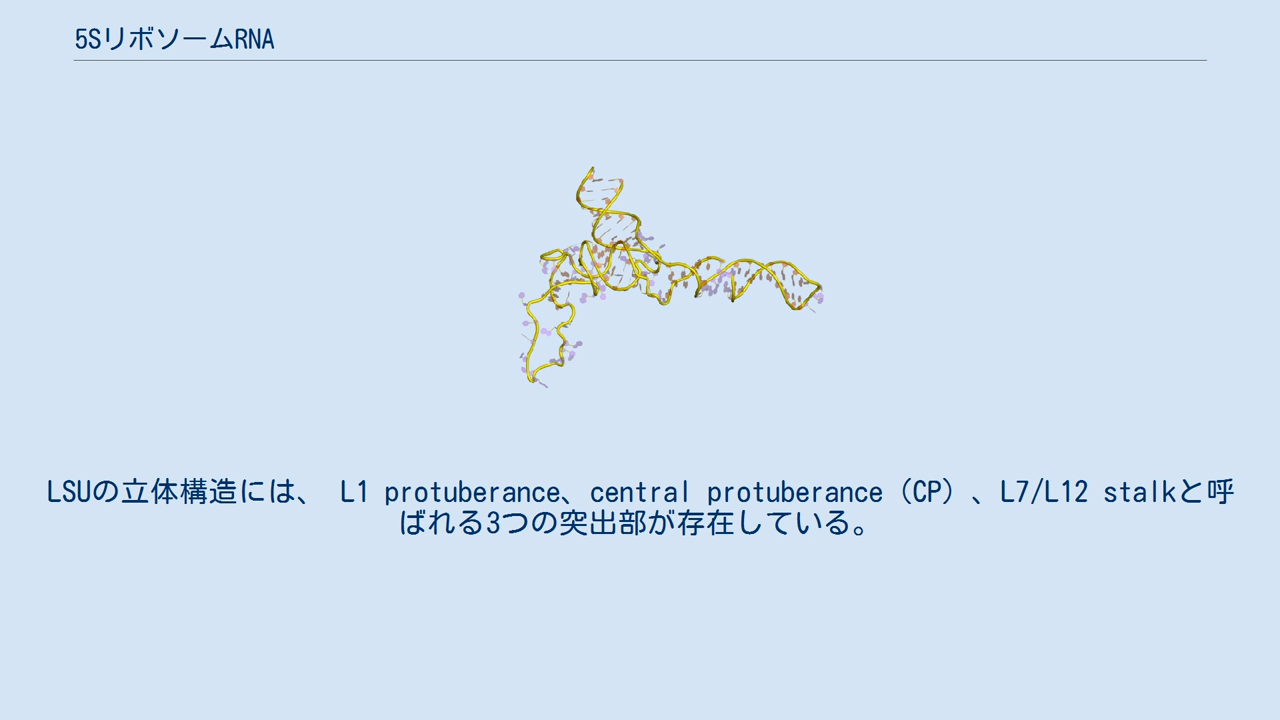 5SリボソームRNA
LSUの立体構造には、 L1 protuberance、central protuberance（CP）、L7/L12 stalkと呼
ばれる3つの突出部が存在している。